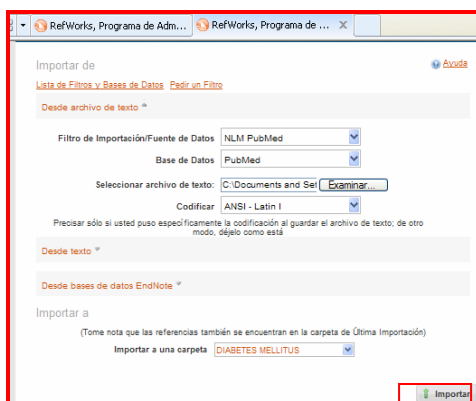 RefWorks, Programa de Adm... RefWorks, Programa de ... X
Importar de
Ayuda
Lista de Filtros y Bases de Datos Pedir un Filtro
Desde archivo de texto
Filtro de Importación/Fuente de Datos NLM PubMed
Base de Datos PubMed
Seleccionar archivo de texto: C:\Documents and Set Examinar...
Codificar ANSI - Latin I
Precisar sólo si usted puso específicamente la codificación al guardar el archivo de texto; de otro
modo, déjelo como está
Desde texto
Desde bases de datos EndNote
Importar a
(Tome nota que las referencias también se encuentran en la carpeta de Última Importación)
Importar a una carpeta DIABETES MELLITUS
Importar